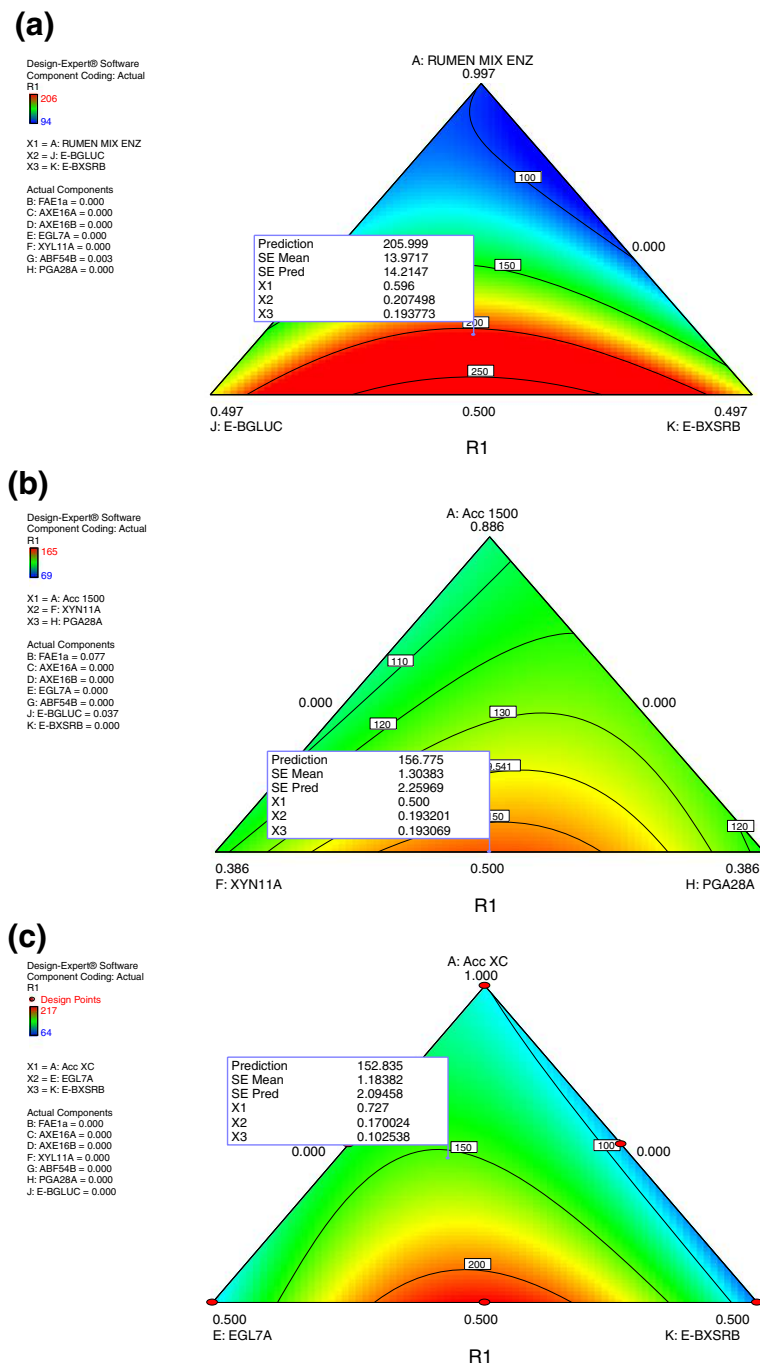 (a)
Design-Expert® Software
Component Coding: Actual
R1
206
94
X1 = A: RUMEN MIX ENZ
X2 = J: E-BGLUC
X3 = K: E-BXSRB
Actual Components
B: FAE1a = 0.000
C: AXE16A = 0.000
D: AXE16B = 0.000
E: EGL7A = 0.000
F: XYL11A = 0.000
G: ABF54B = 0.003
H: PGA28A = 0.000
A: RUMEN MIX ENZ
0.997
100
0.000
Prediction 205.999
SE Mean 13.9717
SE Pred 14.2147
X1 0.596
X2 0.207498
X3 0.193773
150
200
250
0.497 0.500 0.497
J: E-BGLUC K: E-BXSRB
R1
(b)
Design-Expert® Software
Component Coding: Actual
R1
165
69
X1 = A: Acc 1500
X2 = F: XYN11A
X3 = H: PGA28A
Actual Components
B: FAE1a = 0.077
C: AXE16A = 0.000
D: AXE16B = 0.000
E: EGL7A = 0.000
G: ABF54B = 0.000
J: E-BGLUC = 0.037
K: E-BXSRB = 0.000
A: Acc 1500
0.886
110
0.000 0.000
120 130
Prediction 156.775
SE Mean 1.30383
SE Pred 2.25969
X1 0.500
X2 0.193201
X3 0.193069
.541
50
120
0.386 0.500 0.386
F: XYN11A H: PGA28A
R1
(c)
Design-Expert® Software
Component Coding: Actual
R1
Design Points
217
64
X1 = A: Acc XC
X2 = E: EGL7A
X3 = K: E-BXSRB
Actual Components
B: FAE1a = 0.000
C: AXE16A = 0.000
D: AXE16B = 0.000
F: XYL11A = 0.000
G: ABF54B = 0.000
H: PGA28A = 0.000
J: E-BGLUC = 0.000
A: Acc XC
1.000
Prediction 152.835
SE Mean 1.18382
SE Pred 2.09458
X1 0.727
X2 0.170024
X3 0.102538
0.000 150 100 0.000
200
0.500 0.500 0.500
E: EGL7A K: E-BXSRB
R1